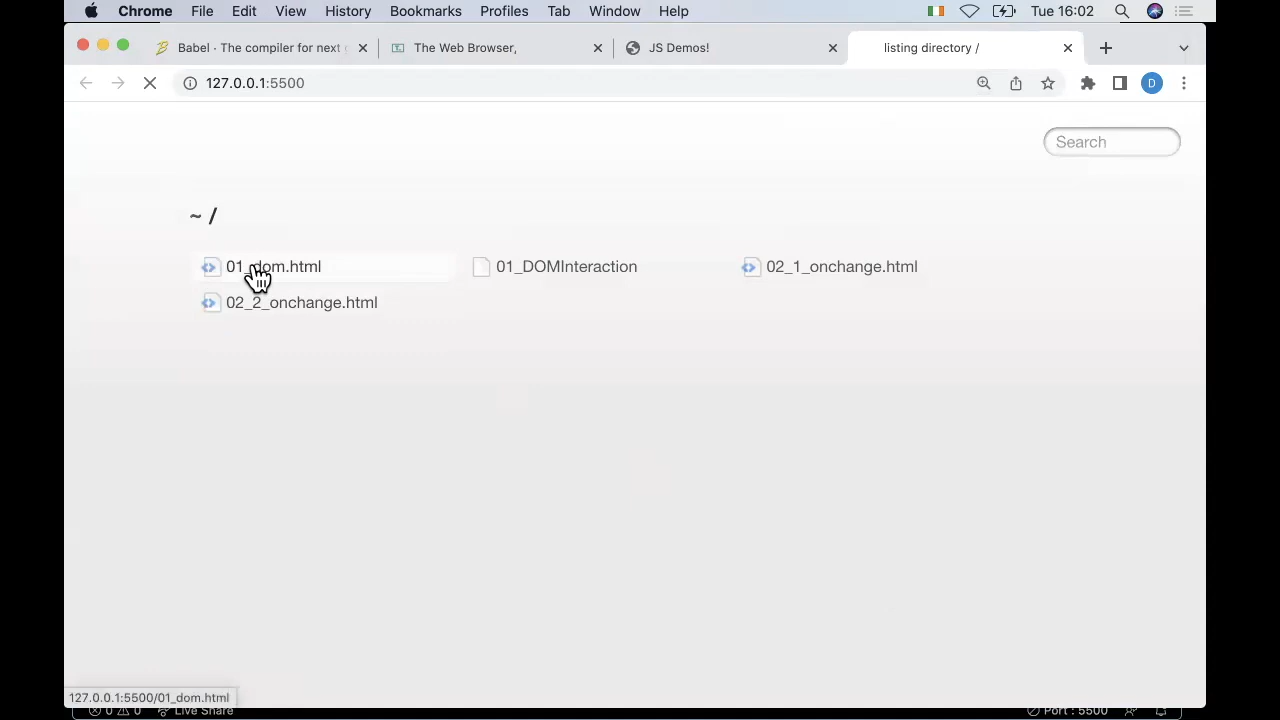 Chrome File Edit View History Bookmarks Profiles Tab Window Help Tue 16:02
Babel · The compiler for next The Web Browser, JS Demos! listing directory /
127.0.0.1:5500 D
Search
~ /
01_dom.html 01_DOMInteraction 02_1_onchange.html
02_2_onchange.html
127.0.0.1:5500/01_dom.html
0 0 Live Share Port : 5500